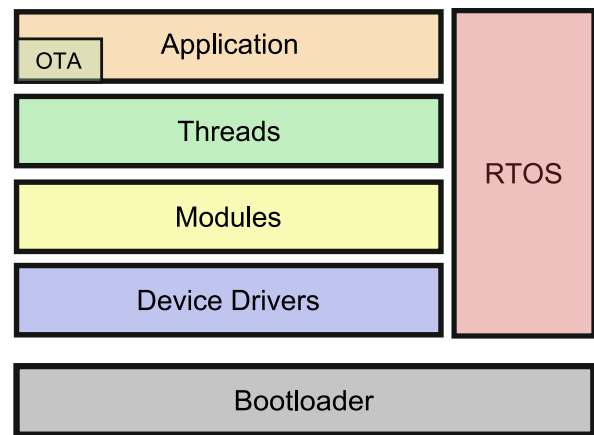 Application
OTA
Threads
RTOS
Modules
Device Drivers
Bootloader